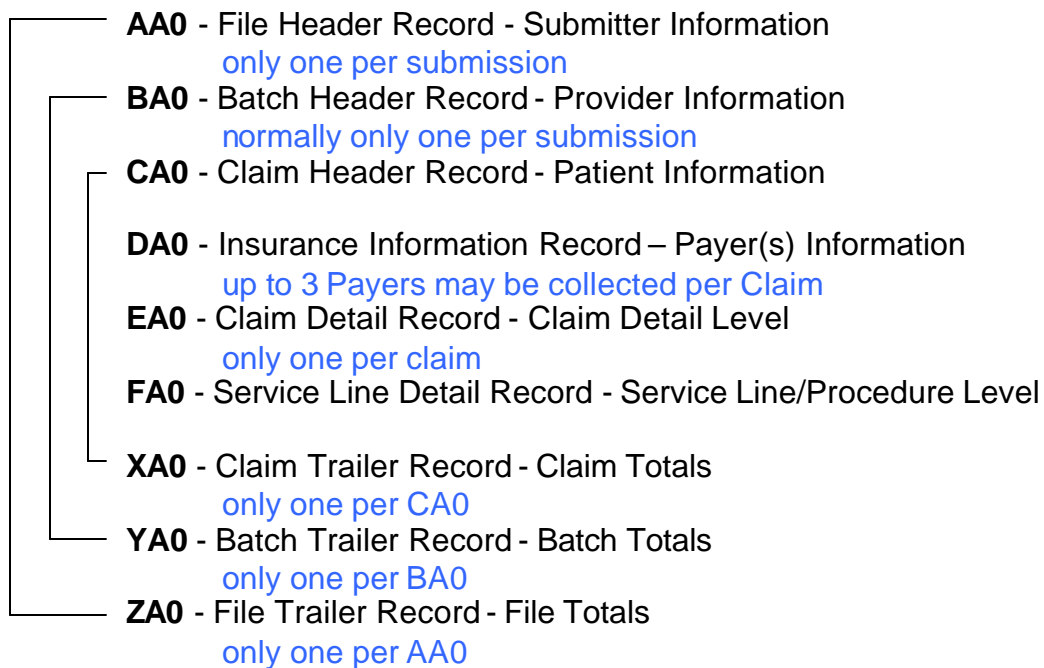 AA0 - File Header Record - Submitter Information
only one per submission
BA0 - Batch Header Record - Provider Information
normally only one per submission
CA0 - Claim Header Record - Patient Information
DA0 - Insurance Information Record – Payer(s) Information
up to 3 Payers may be collected per Claim
EA0 - Claim Detail Record - Claim Detail Level
only one per claim
FA0 - Service Line Detail Record - Service Line/Procedure Level
XA0 - Claim Trailer Record - Claim Totals
only one per CA0
YA0 - Batch Trailer Record - Batch Totals
only one per BA0
ZA0 - File Trailer Record - File Totals
only one per AA0